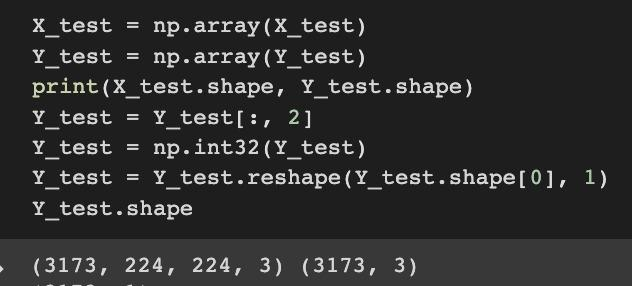 X_test = np.array(X_test)
Y_test = np.array(Y_test)
print(X_test.shape, Y_test.shape)
Y_test = Y_test[:, 2]
Y_test = np.int32(Y_test)
Y_test = Y_test.reshape(Y_test.shape[0], 1)
Y_test.shape
(3173, 224, 224, 3) (3173, 3)